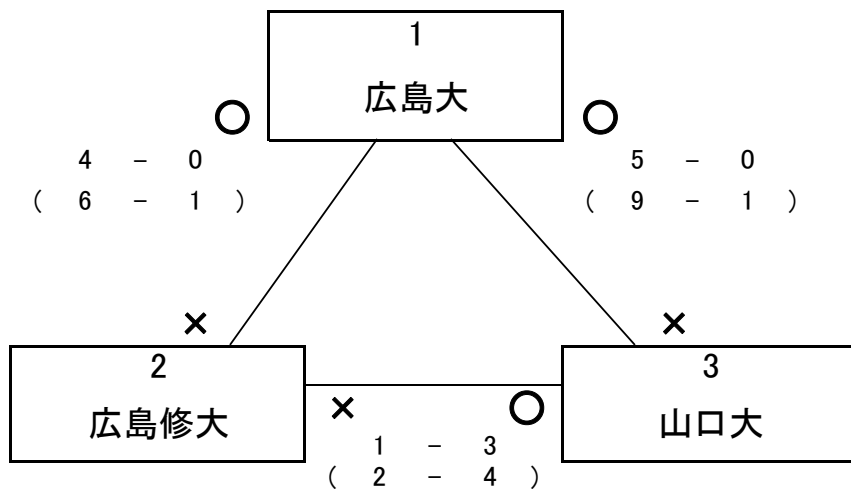 1
広島大
○ ○
4 － 0
( 6 － 1 )
5 － 0
( 9 － 1 )
× ×
2
広島修大
3
山口大
× ○
1 － 3
( 2 － 4 )